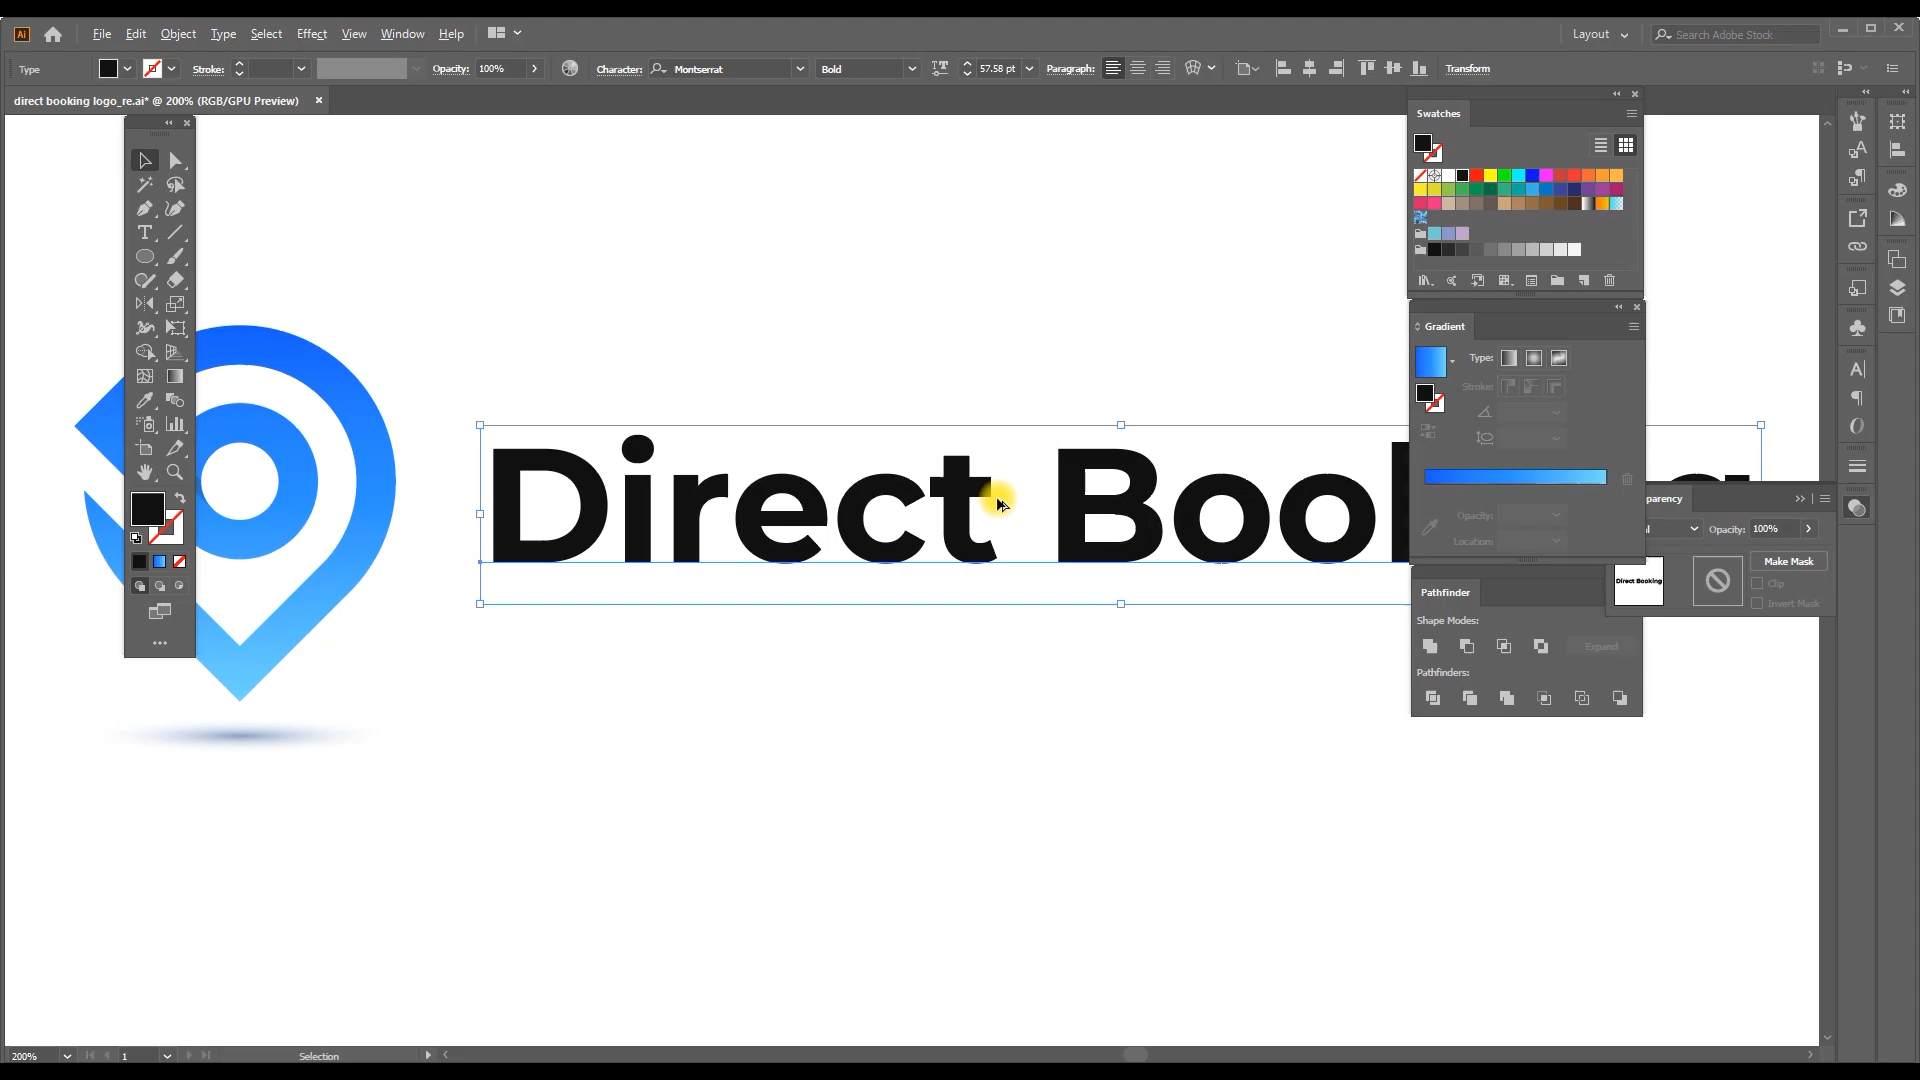 Ai File Edit Object Type Select Effect View Window Help Layout Search Adobe Stock
Type Stroke: Opacity: 100% Character: Montserrat Bold 57.58 pt Paragraph: Transform
direct booking logo_re.ai* @ 200% (RGB/GPU Preview)
Swatches
Gradient
Type:
Stroke:
Direct Boo
parency
Opacity:
Location:
Opacity: 100%
Make Mask
Direct Booking
Clip
Invert Mask
Pathfinder
Shape Modes:
Expand
Pathfinders:
200% 1 Selection